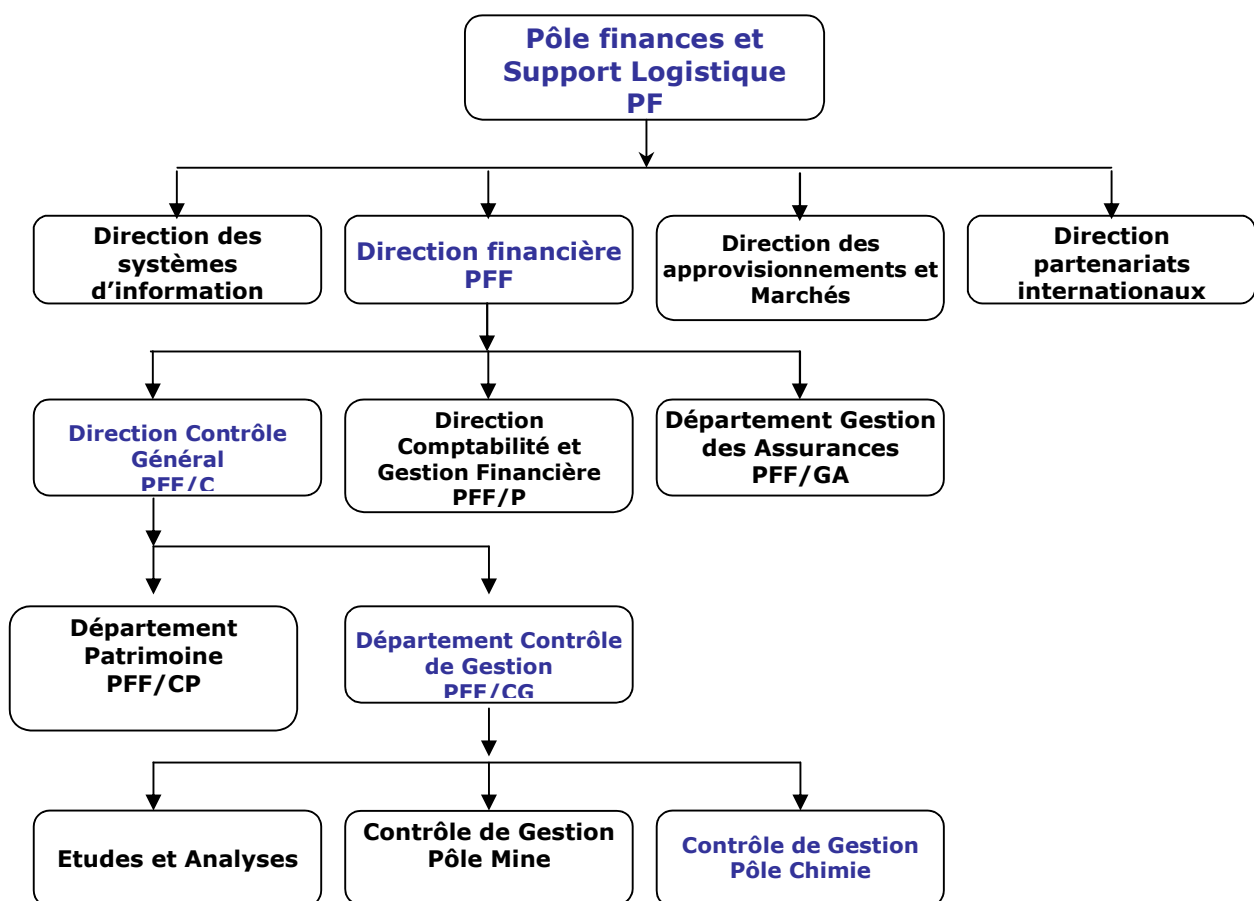 Pôle finances et
Support Logistique
PF
Direction des
systèmes
d’information
Direction financière
PFF
Direction des
approvisionnements et
Marchés
Direction
partenariats
internationaux
Direction Contrôle
Général
PFF/C
Direction
Comptabilité et
Gestion Financière
PFF/P
Département Gestion
des Assurances
PFF/GA
Département
Patrimoine
PFF/CP
Département Contrôle
de Gestion
PFF/CG
Etudes et Analyses
Contrôle de Gestion
Pôle Mine
Contrôle de Gestion
Pôle Chimie